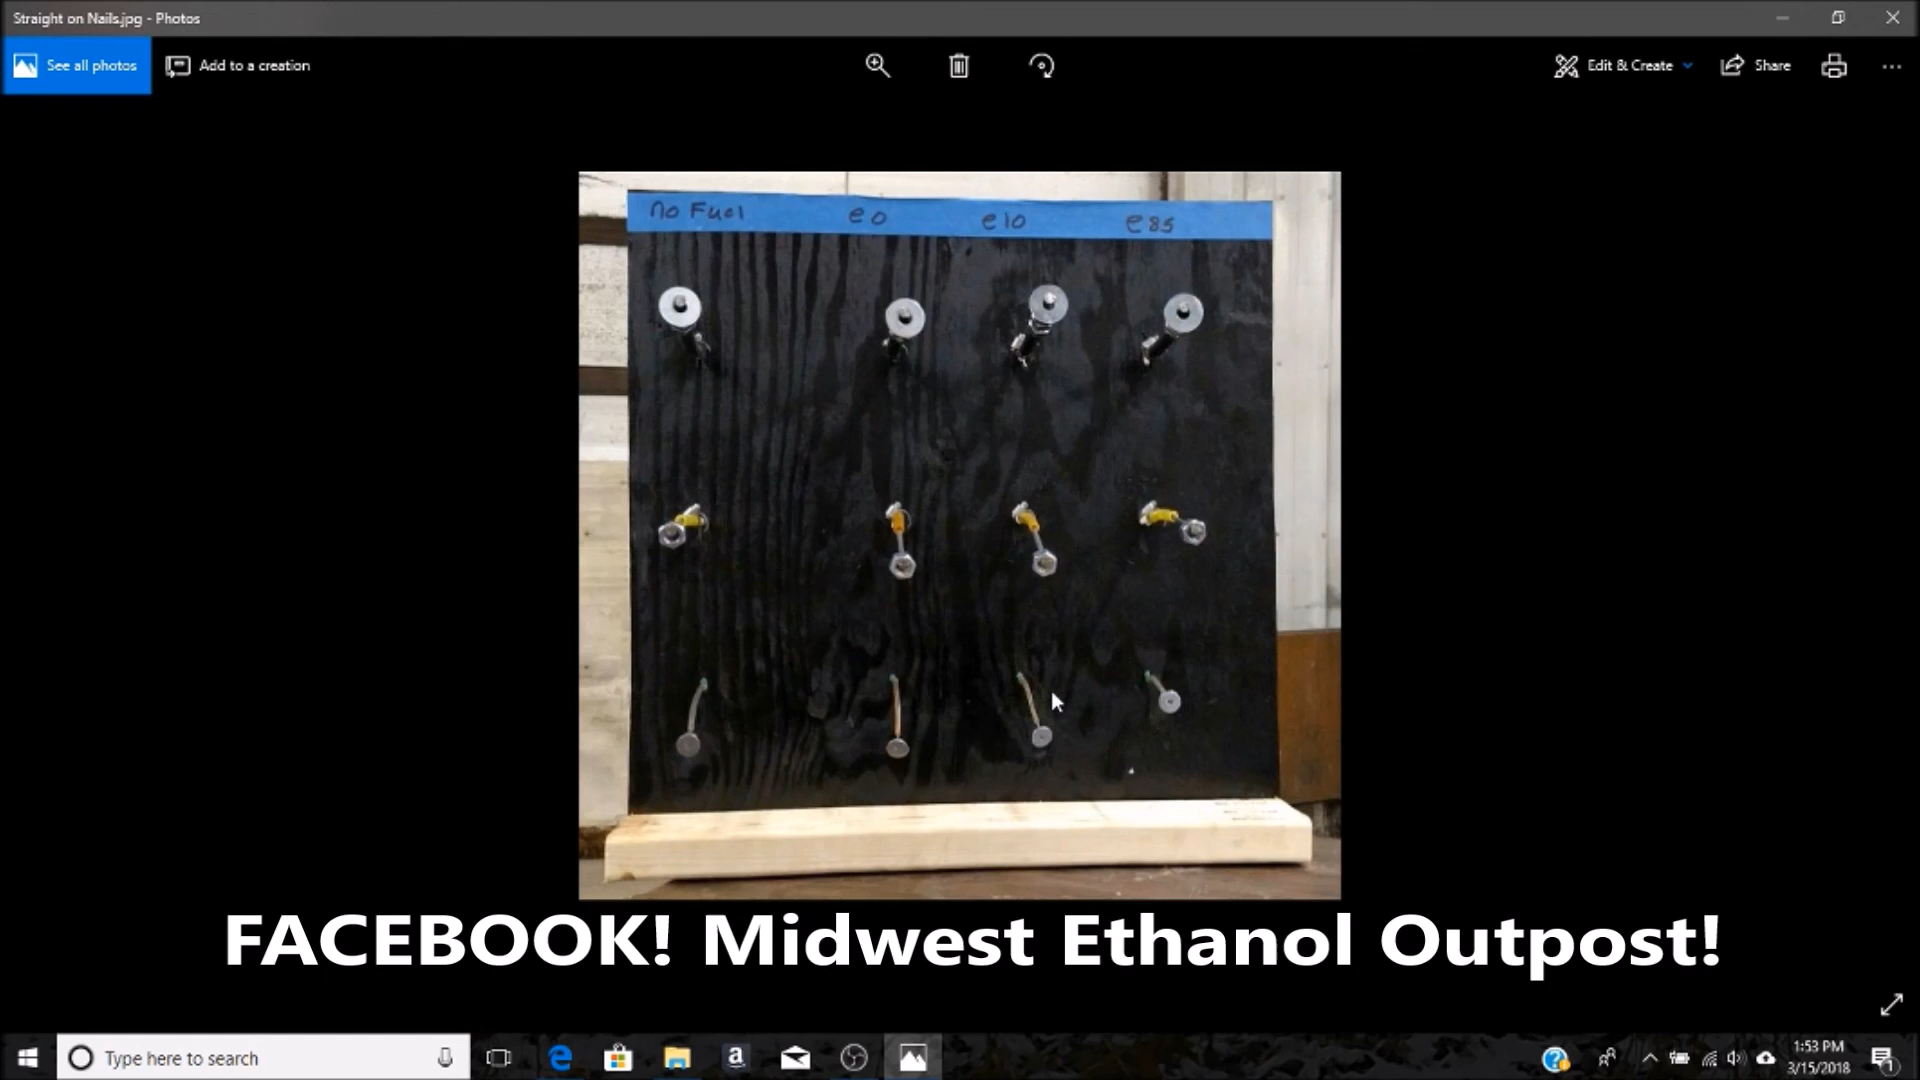 Straight on Nails.jpg - Photos
See all photos
Add to a creation
Edit & Create
Share
no Fuel e0 e10 e85
FACEBOOK! Midwest Ethanol Outpost!
Type here to search
1:53 PM
3/15/2018
1